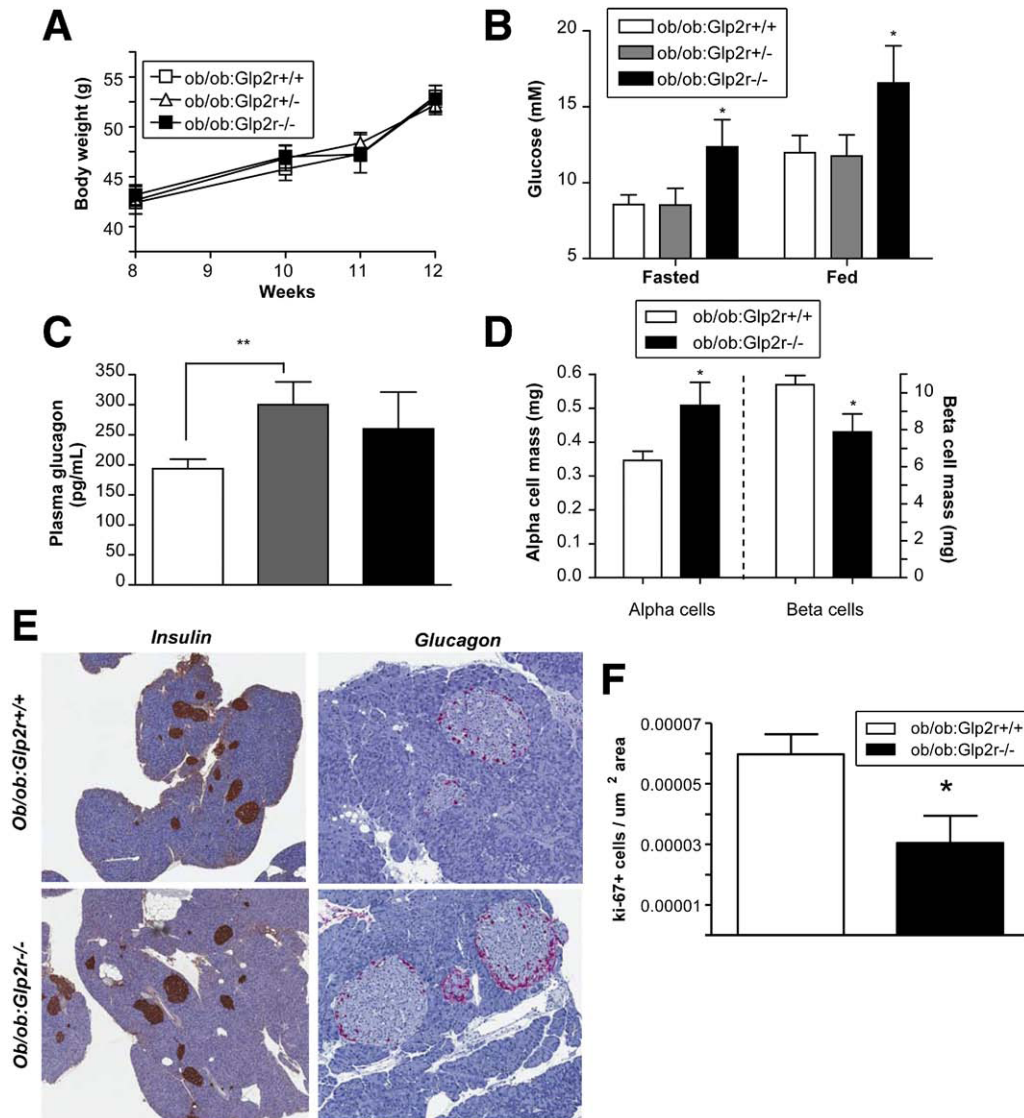 A
ob/ob:Glp2r+/+
ob/ob:Glp2r+/-
ob/ob:Glp2r-/-
Body weight (g)
55
50
45
40
8 9 10 11 12
Weeks
B
ob/ob:Glp2r+/+
ob/ob:Glp2r+/-
ob/ob:Glp2r-/-
Glucose (mM)
20
15
10
5
*
*
Fasted Fed
C
**
Plasma glucagon
(pg/mL)
350
300
250
200
150
100
50
0
D
ob/ob:Glp2r+/+
ob/ob:Glp2r-/-
Alpha cell mass (mg)
0.6
0.5
0.4
0.3
0.2
0.1
0.0
*
*
10
8
6
4
2
0
Beta cell
mass (mg)
Alpha cells Beta cells
E
Insulin Glucagon
Ob/ob:Glp2r+/+
Ob/ob:Glp2r-/-
F
ob/ob:Glp2r+/+
ob/ob:Glp2r-/-
ki-67+ cells / um 2 area
0.00007
0.00005
0.00003
0.00001
*